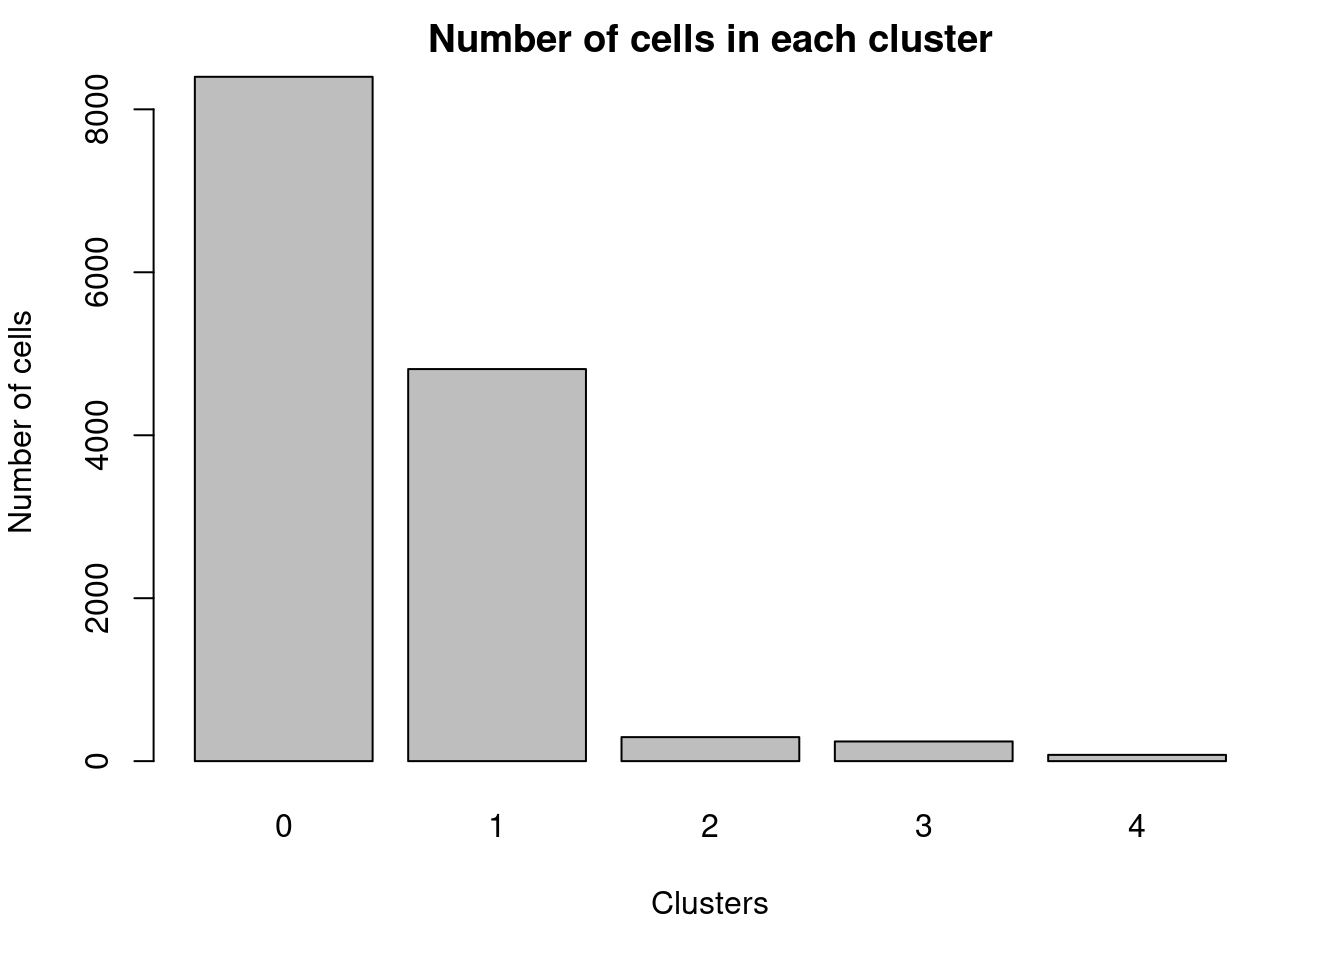 Number of cells in each cluster
Number of cells
8000
6000
4000
2000
0
0 1 2 3 4
Clusters